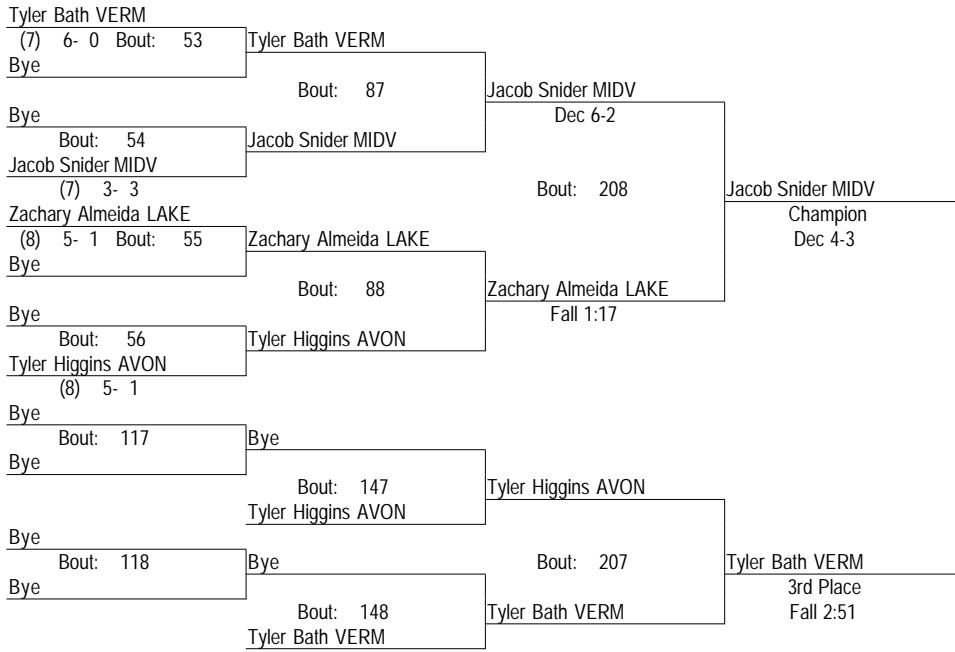 Tyler Bath VERM
(7) 6- 0 Bout: 53 Tyler Bath VERM
Bye
Bout: 87 Jacob Snider MIDV
Bye Dec 6-2
Bout: 54 Jacob Snider MIDV
Jacob Snider MIDV
(7) 3- 3 Bout: 208 Jacob Snider MIDV
Zachary Almeida LAKE Champion
(8) 5- 1 Bout: 55 Zachary Almeida LAKE Dec 4-3
Bye
Bout: 88 Zachary Almeida LAKE
Bye Fall 1:17
Bout: 56 Tyler Higgins AVON
Tyler Higgins AVON
(8) 5- 1
Bye
Bout: 117 Bye
Bye
Bout: 147 Tyler Higgins AVON
Tyler Higgins AVON
Bye
Bout: 118 Bye Bout: 207 Tyler Bath VERM
Bye 3rd Place
Bout: 148 Tyler Bath VERM Fall 2:51
Tyler Bath VERM